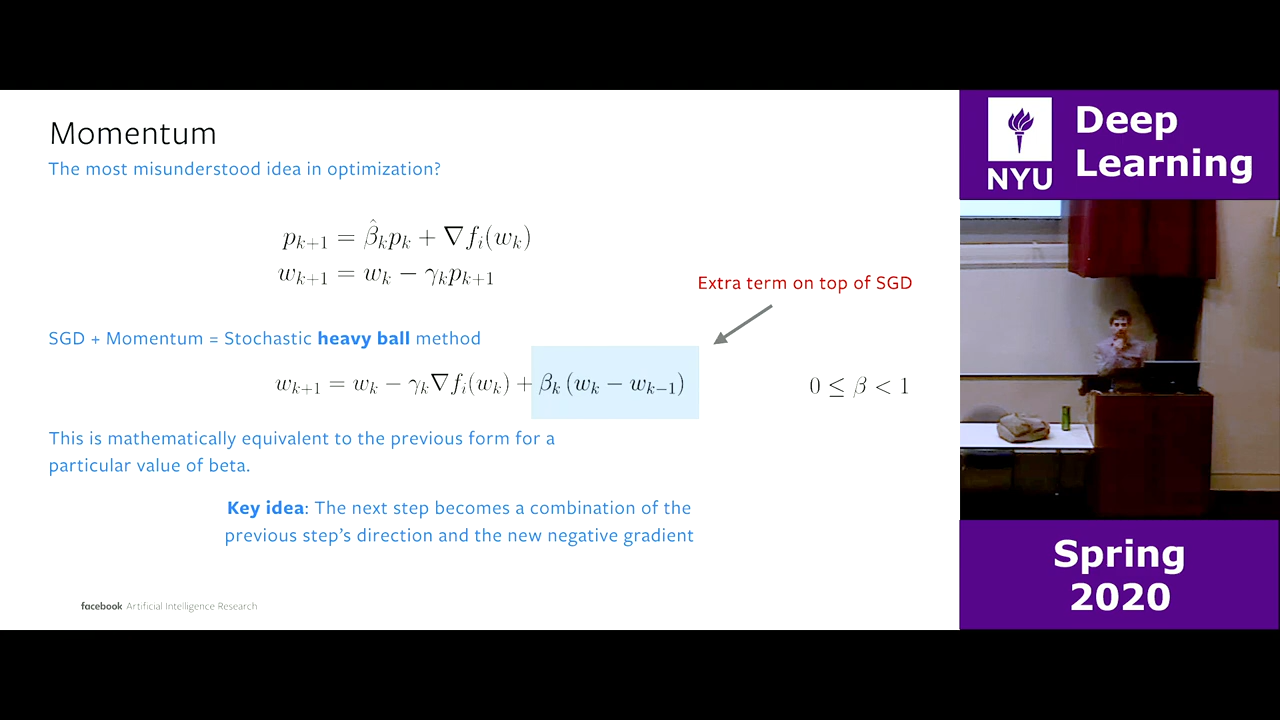 Momentum
The most misunderstood idea in optimization?
p_{k+1} = \hat{β}_k p_k + ∇f_i(w_k)
w_{k+1} = w_k − γ_k p_{k+1}
Extra term on top of SGD
SGD + Momentum = Stochastic heavy ball method
w_{k+1} = w_k − γ_k∇f_i(w_k) + β_k (w_k − w_{k−1})
0 ≤ β < 1
This is mathematically equivalent to the previous form for a
particular value of beta.
Key idea: The next step becomes a combination of the
previous step's direction and the new negative gradient
facebook Artificial Intelligence Research
NYU
Deep
Learning
Spring
2020